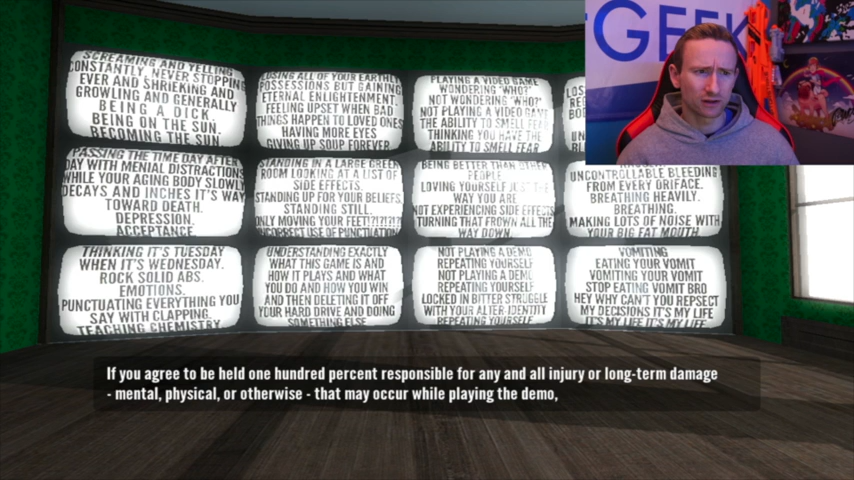 SCREAMING AND YELLING
CONSTANTLY, NEVER STOPPING
EVER AND SHRIEKING AND
GROWLING AND GENERALLY
BEING A DICK.
BEING ON THE SUN.
BECOMING THE SUN.
LOSING ALL OF YOUR EARTHLY
POSSESSIONS BUT GAINING
ETERNAL ENLIGHTENMENT.
FEELING UPSET WHEN BAD
THINGS HAPPEN TO LOVED ONES
HAVING MORE EYES
GIVING UP SOUP FOREVER.
PLAYING A VIDEO GAME
WONDERING "WHO?"
NOT WONDERING "WHO?"
NOT PLAYING A VIDEO GAME
THE ABILITY TO SMELL FEAR
THINKING YOU HAVE THE
ABILITY TO SMELL FEAR
GEEK
PASSING THE TIME DAY AFTER
DAY WITH MENIAL DISTRACTIONS
WHILE YOUR AGING BODY SLOWLY
DECAYS AND INCHES IT'S WAY
TOWARD DEATH.
DEPRESSION.
ACCEPTANCE.
STANDING IN A LARGE GREEN
ROOM LOOKING AT A LIST OF
SIDE EFFECTS.
STANDING UP FOR YOUR BELIEFS.
STANDING STILL.
ONLY MOVING YOUR FEET!?!?!?!?
INCORRECT USE OF PUNCTUATION
BEING BETTER THAN OTHER
PEOPLE
LOVING YOURSELF JUST THE
WAY YOU ARE
NOT EXPERIENCING SIDE EFFECTS
TURNING THAT FROWN ALL THE
WAY DOWN.
UNCONTROLLABLE BLEEDING
FROM EVERY ORIFACE.
BREATHING HEAVILY.
BREATHING.
MAKING LOTS OF NOISE WITH
YOUR BIG FAT MOUTH
THINKING IT'S TUESDAY
WHEN IT'S WEDNESDAY.
ROCK SOLID ABS.
EMOTIONS.
PUNCTUATING EVERYTHING YOU
SAY WITH CLAPPING.
TEACHING CHEMISTRY
UNDERSTANDING EXACTLY
WHAT THIS GAME IS AND
HOW IT PLAYS AND WHAT
YOU DO AND HOW YOU WIN
AND THEN DELETING IT OFF
YOUR HARD DRIVE AND DOING
SOMETHING ELSE
NOT PLAYING A DEMO
REPEATING YOURSELF
NOT PLAYING A DEMO
REPEATING YOURSELF
LOCKED IN BITTER STRUGGLE
WITH YOUR ALTER IDENTITY
REPEATING YOURSELF
VOMITING
EATING YOUR VOMIT
VOMITING YOUR VOMIT
STOP EATING VOMIT BRO
HEY WHY CAN'T YOU REPSECT
MY DECISIONS IT'S MY LIFE
IT'S MY LIFE IT'S MY LIFE
If you agree to be held one hundred percent responsible for any and all injury or long-term damage
- mental, physical, or otherwise - that may occur while playing the demo,